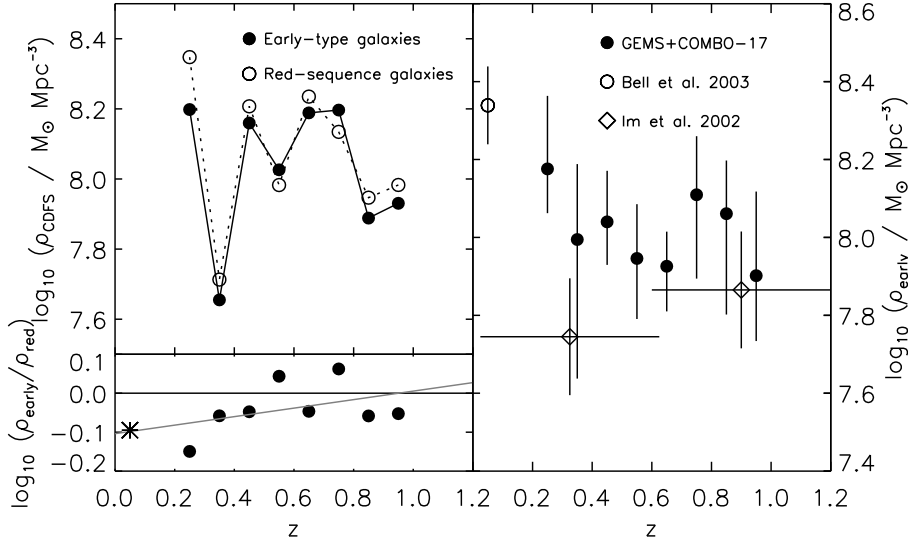 8.4
8.2
8.0
7.8
7.6
log₁₀ (ρCDFS / M⊙ Mpc⁻³)
Early-type galaxies
Red-sequence galaxies
0.1
0.0
−0.1
−0.2
log₁₀ (ρearly/ρred)
0.0 0.2 0.4 0.6 0.8 1.0 1.2
z
GEMS+COMBO-17
Bell et al. 2003
Im et al. 2002
0.2 0.4 0.6 0.8 1.0 1.2
z
8.6
8.4
8.2
8.0
7.8
7.6
7.4
log₁₀ (ρearly / M⊙ Mpc⁻³)